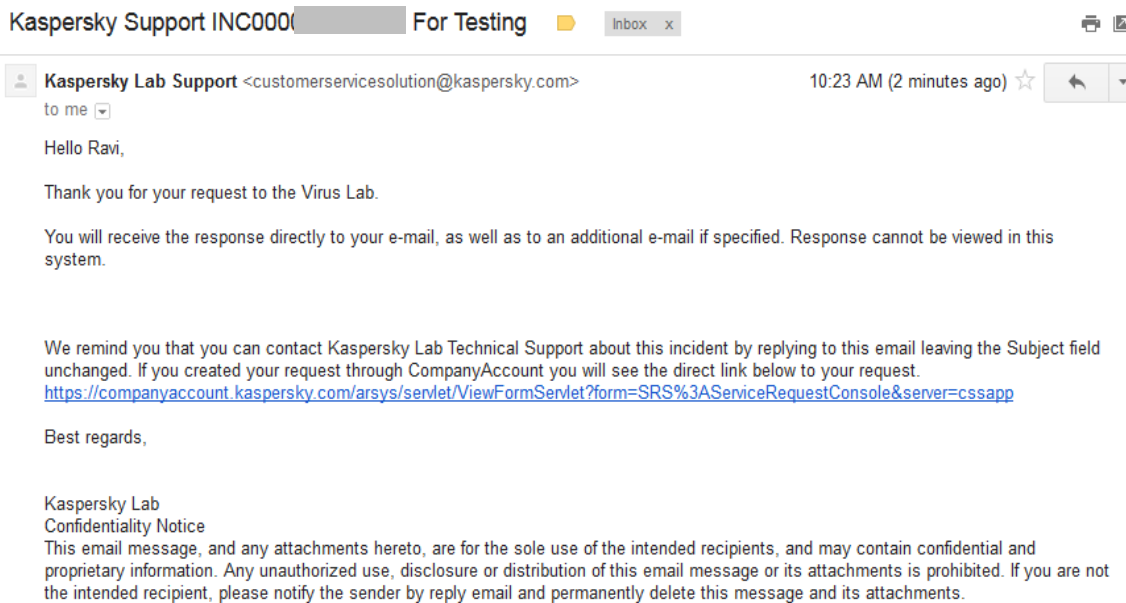 Kaspersky Support INC0000 For Testing Inbox x
Kaspersky Lab Support <customerservicesolution@kaspersky.com> 10:23 AM (2 minutes ago)
to me
Hello Ravi,
Thank you for your request to the Virus Lab.
You will receive the response directly to your e-mail, as well as to an additional e-mail if specified. Response cannot be viewed in this
system.
We remind you that you can contact Kaspersky Lab Technical Support about this incident by replying to this email leaving the Subject field
unchanged. If you created your request through CompanyAccount you will see the direct link below to your request.
https://companyaccount.kaspersky.com/arsys/servlet/ViewFormServlet?form=SRS%3AServiceRequestConsole&server=cssapp
Best regards,
Kaspersky Lab
Confidentiality Notice
This email message, and any attachments hereto, are for the sole use of the intended recipients, and may contain confidential and
proprietary information. Any unauthorized use, disclosure or distribution of this email message or its attachments is prohibited. If you are not
the intended recipient, please notify the sender by reply email and permanently delete this message and its attachments.